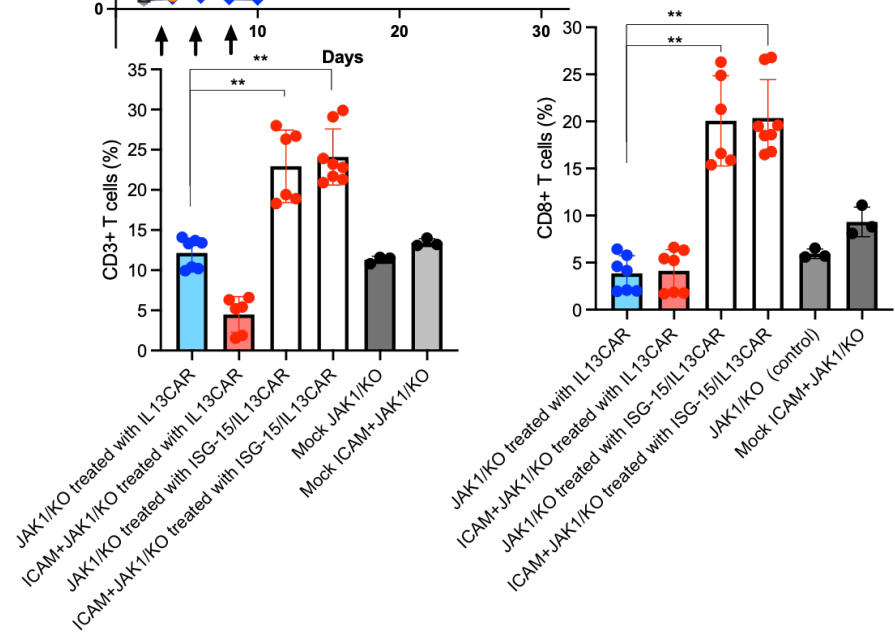 0
10
20
30
Days
CD3+ T cells (%)
35
30
25
20
15
10
5
0
**
**
JAK1/KO treated with IL13CAR
ICAM+JAK1/KO treated with IL13CAR
JAK1/KO treated with ISG-15/IL13CAR
ICAM+JAK1/KO treated with ISG-15/IL13CAR
Mock JAK1/KO
Mock ICAM+JAK1/KO
CD8+ T cells (%)
30
25
20
15
10
5
0
**
**
JAK1/KO treated with IL13CAR
ICAM+JAK1/KO treated with IL13CAR
JAK1/KO treated with ISG-15/IL13CAR
ICAM+JAK1/KO treated with ISG-15/IL13CAR
JAK1/KO (control)
Mock ICAM+JAK1/KO